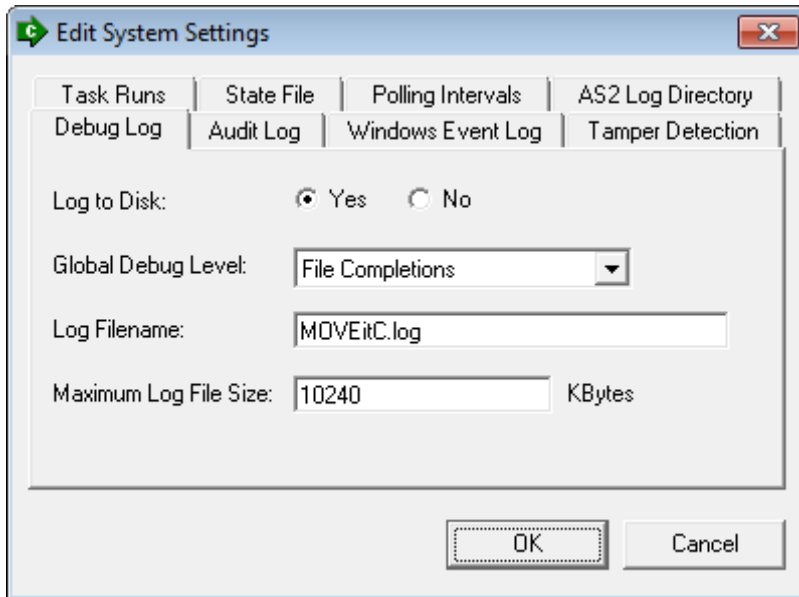 Edit System Settings
Task Runs State File Polling Intervals AS2 Log Directory
Debug Log Audit Log Windows Event Log Tamper Detection
Log to Disk: Yes No
Global Debug Level: File Completions
Log Filename: MOVEitC.log
Maximum Log File Size: 10240 KBytes
OK Cancel